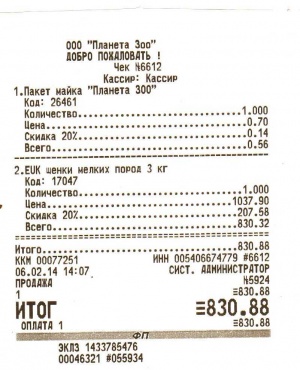 ООО "Планета Зоо"
ДОБРО ПОЖАЛОВАТЬ !
Чек №6612
Кассир: Кассир
1.Пакет майка "Планета ЗОО"
Код: 26461
Количество..........1.000
Цена..........0.70
Скидка 20%..........0.14
Всего..........0.56
2.EUK щенки мелких пород 3 кг
Код: 17047
Количество..........1.000
Цена..........1037.90
Скидка 20%..........207.58
Всего..........830.32
Итого..........830.88
ККМ 00077251 ИНН 005406674779 #6612
06.02.14 14:07 СИСТ. АДМИНИСТРАТОР
ПРОДАЖА №5924
1 ≡830.88
ИТОГ ≡830.88
ОПЛАТА 1 ≡830.88
ФП
ЭКЛЗ 1433785476
00046321 #055934